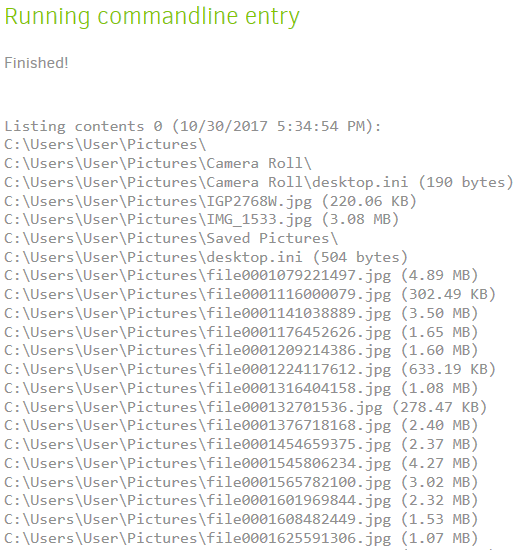 Running commandline entry
Finished!
Listing contents 0 (10/30/2017 5:34:54 PM):
C:\Users\User\Pictures\
C:\Users\User\Pictures\Camera Roll\
C:\Users\User\Pictures\Camera Roll\desktop.ini (190 bytes)
C:\Users\User\Pictures\IGP2768W.jpg (220.06 KB)
C:\Users\User\Pictures\IMG_1533.jpg (3.08 MB)
C:\Users\User\Pictures\Saved Pictures\
C:\Users\User\Pictures\desktop.ini (504 bytes)
C:\Users\User\Pictures\file0001079221497.jpg (4.89 MB)
C:\Users\User\Pictures\file0001116000079.jpg (302.49 KB)
C:\Users\User\Pictures\file0001141038889.jpg (3.50 MB)
C:\Users\User\Pictures\file0001176452626.jpg (1.65 MB)
C:\Users\User\Pictures\file0001209214386.jpg (1.60 MB)
C:\Users\User\Pictures\file0001224117612.jpg (633.19 KB)
C:\Users\User\Pictures\file0001316404158.jpg (1.08 MB)
C:\Users\User\Pictures\file000132701536.jpg (278.47 KB)
C:\Users\User\Pictures\file0001376718168.jpg (2.40 MB)
C:\Users\User\Pictures\file0001454659375.jpg (2.37 MB)
C:\Users\User\Pictures\file0001545806234.jpg (4.27 MB)
C:\Users\User\Pictures\file0001565782100.jpg (3.02 MB)
C:\Users\User\Pictures\file0001601969844.jpg (2.32 MB)
C:\Users\User\Pictures\file0001608482449.jpg (1.53 MB)
C:\Users\User\Pictures\file0001625591306.jpg (1.07 MB)